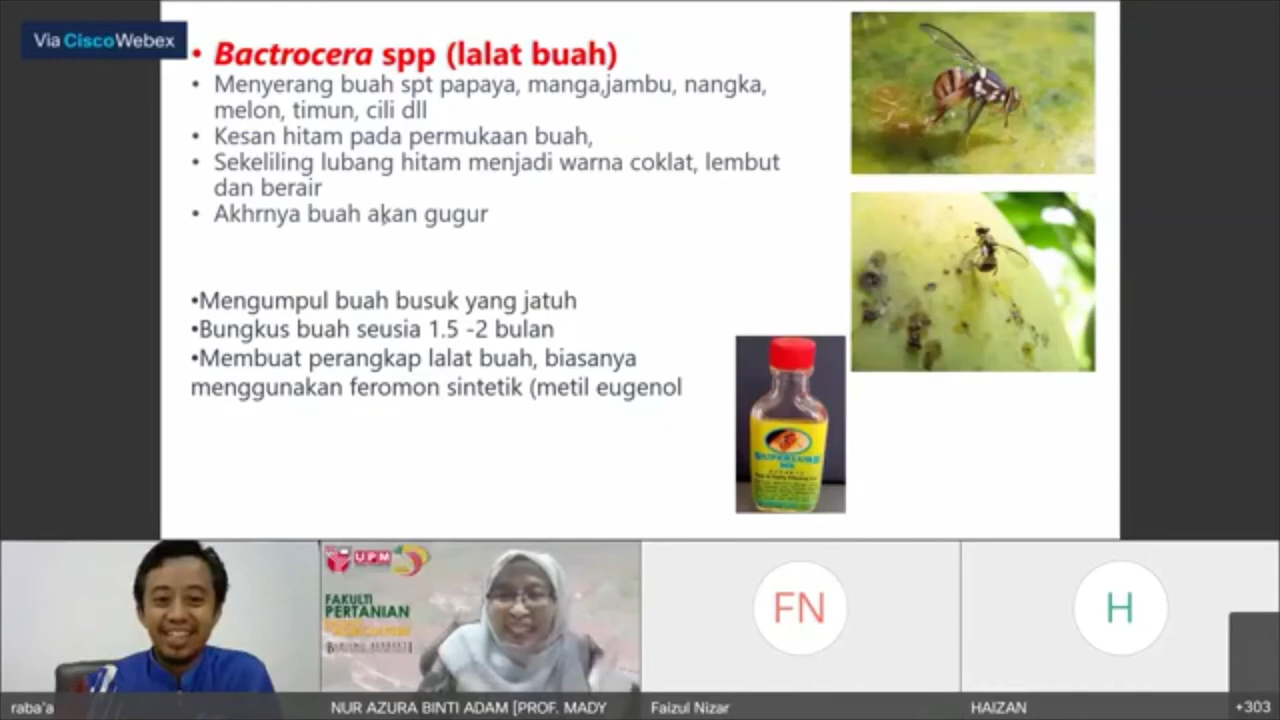 Via Cisco Webex
• Bactrocera spp (lalat buah)
• Menyerang buah spt papaya, manga,jambu, nangka,
melon, timun, cili dll
• Kesan hitam pada permukaan buah,
• Sekeliling lubang hitam menjadi warna coklat, lembut
dan berair
• Akhrnya buah akan gugur
•Mengumpul buah busuk yang jatuh
•Bungkus buah seusia 1.5 -2 bulan
•Membuat perangkap lalat buah, biasanya
menggunakan feromon sintetik (metil eugenol
UPM
FAKULTI
PERTANIAN
FN
H
raba'a
NUR AZURA BINTI ADAM [PROF. MADY
Faizul Nizar
HAIZAN
+303